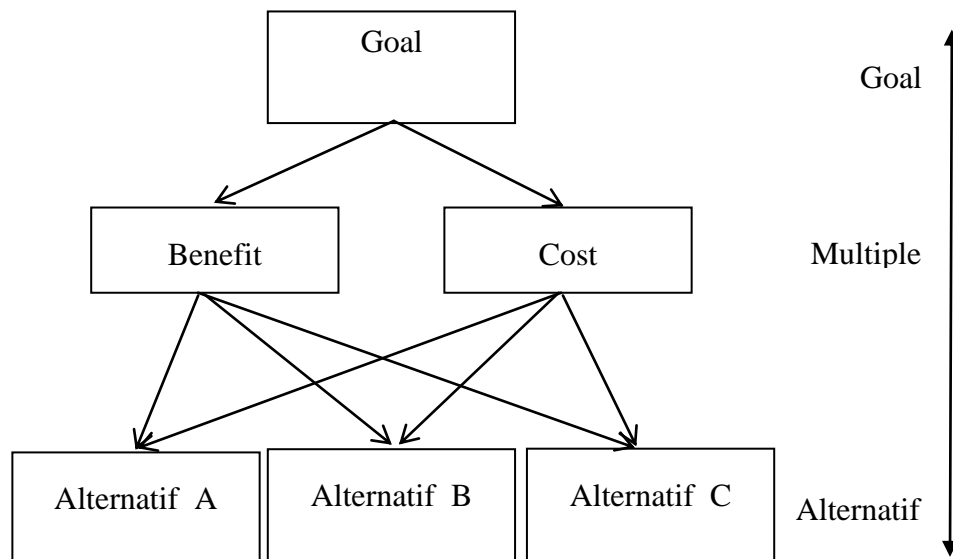 Goal
Goal
Benefit
Cost
Multiple
Alternatif A
Alternatif B
Alternatif C
Alternatif